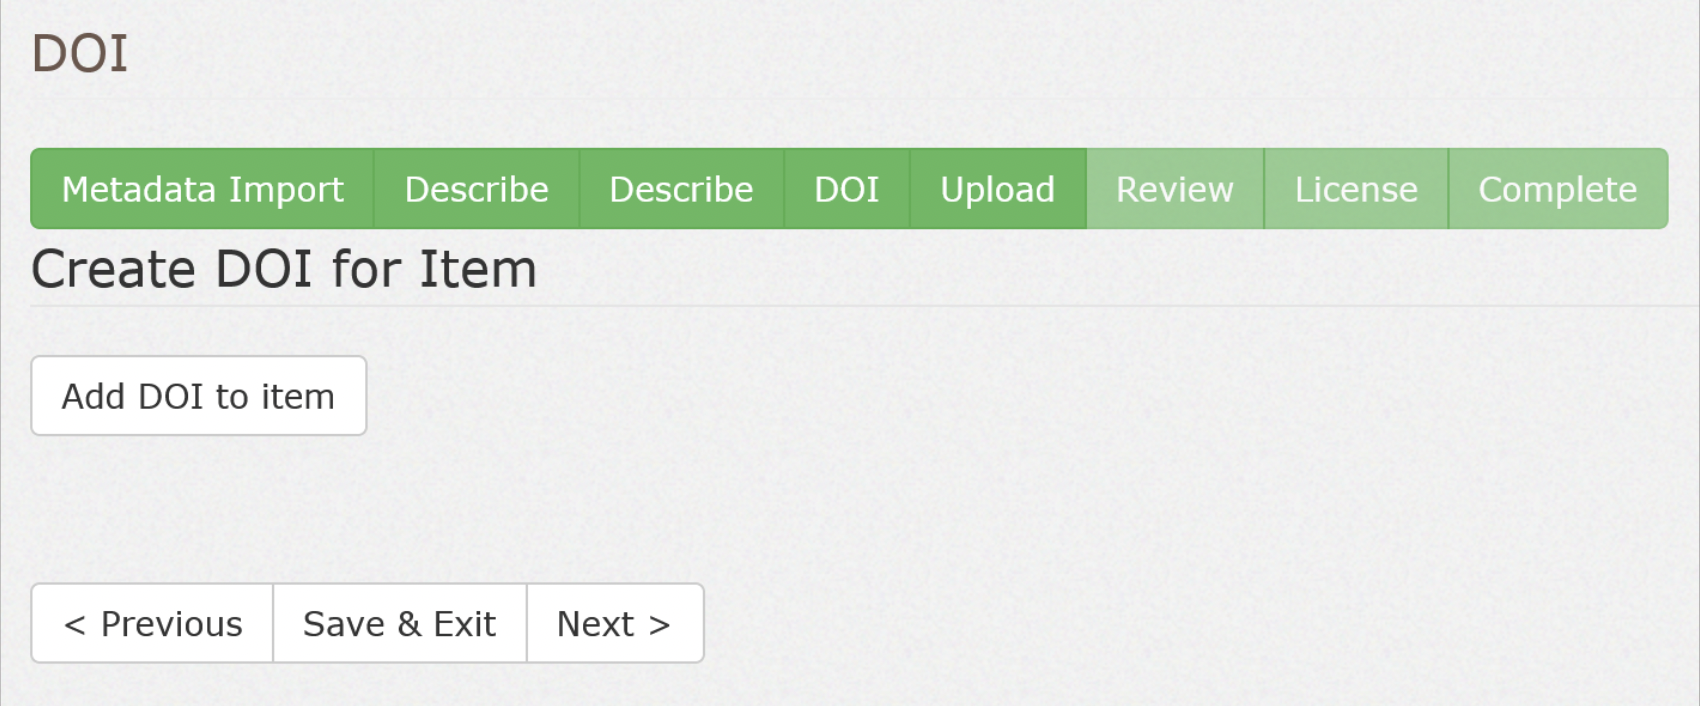 DOI
Metadata Import Describe Describe DOI Upload Review License Complete
Create DOI for Item
Add DOI to item
< Previous Save & Exit Next >